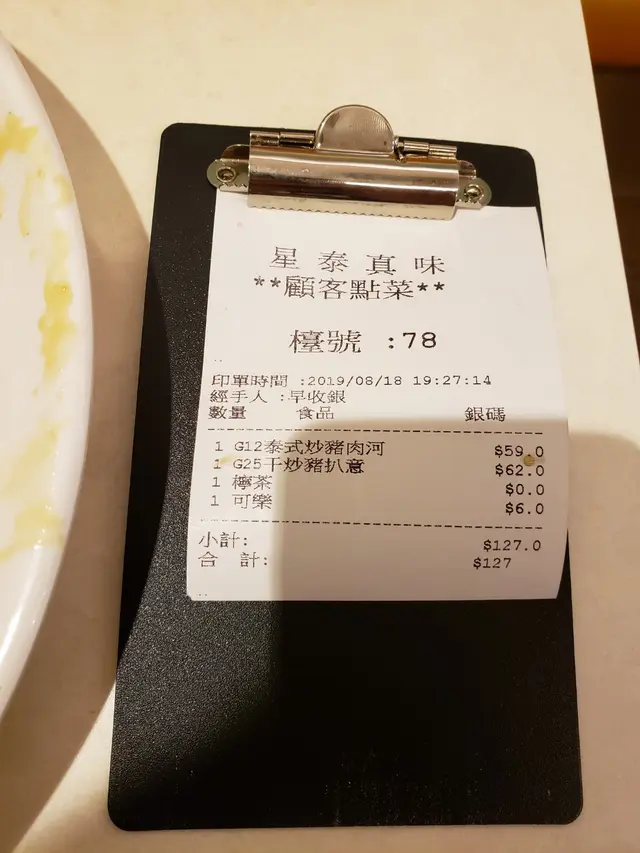 星泰真味
**顧客點菜**
檯號 :78
印單時間 :2019/08/18 19:27:14
經手人 :早收銀
數量 食品 銀碼
1 G12泰式炒豬肉河 $59.0
1 G25干炒豬扒意 $62.0
1 檸茶 $0.0
1 可樂 $6.0
小計: $127.0
合 計: $127